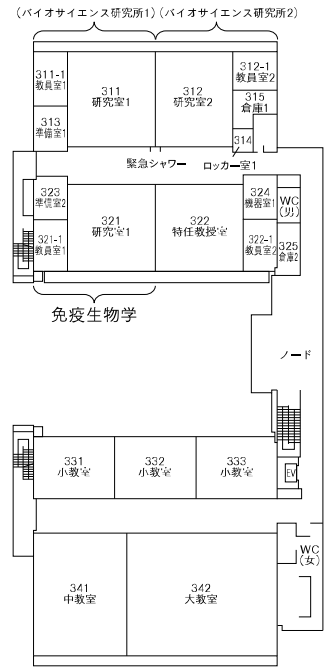 (バイオサイエンス研究所1)
(バイオサイエンス研究所2)
311-1
教員室1
311
研究室1
312
研究室2
312-1
教員室2
315
倉庫1
313
準備室1
314
緊急シャワー
ロッカー室1
323
準備室2
321
研究室1
322
特任教授室
324
機器室1
WC
(男)
321-1
教員室1
322-1
教員室2
325
倉庫2
免疫生物学
ノード
331
小教室
332
小教室
333
小教室
EV
WC
(女)
341
中教室
342
大教室